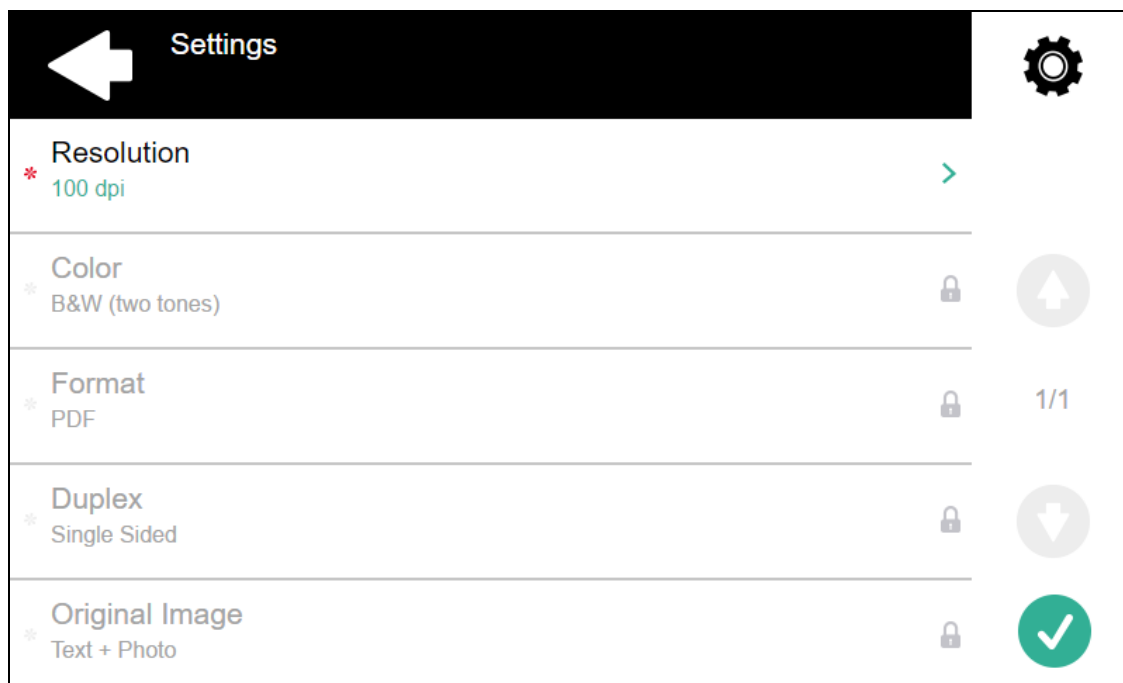 Settings
* Resolution
100 dpi
* Color
B&W (two tones)
* Format
PDF
1/1
* Duplex
Single Sided
* Original Image
Text + Photo